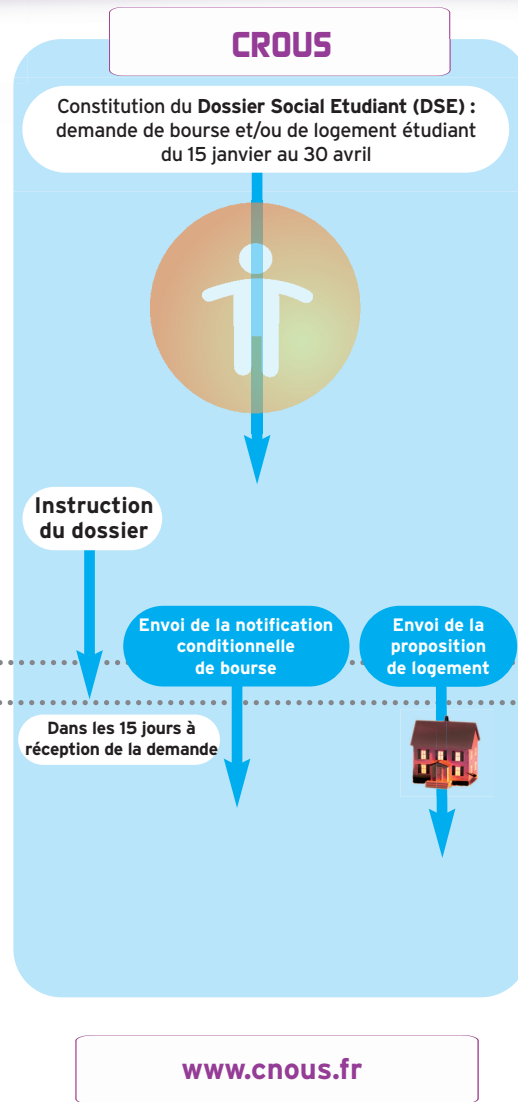 CROUS
Constitution du Dossier Social Etudiant (DSE) :
demande de bourse et/ou de logement étudiant
du 15 janvier au 30 avril
Instruction
du dossier
Envoi de la notification
conditionnelle
de bourse
Envoi de la
proposition
de logement
Dans les 15 jours à
réception de la demande
www.cnous.fr